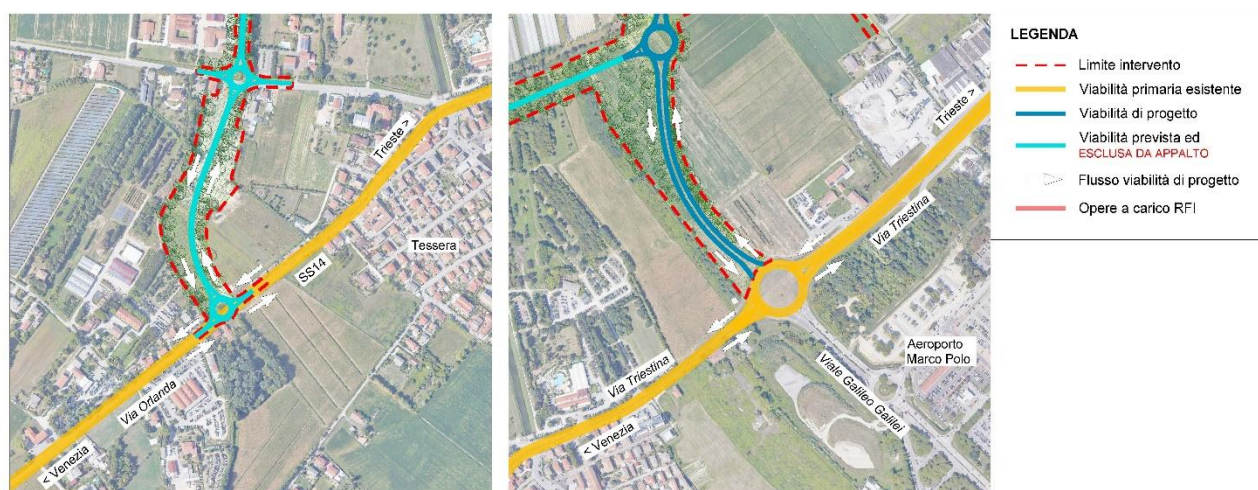 Trieste >
Tessera
SS14
Via Orlanda
< Venezia
Trieste >
Via Triestina
Aeroporto
Marco Polo
Viale Galileo Galilei
Via Triestina
< Venezia
LEGENDA
Limite intervento
Viabilità primaria esistente
Viabilità di progetto
Viabilità prevista ed
ESCLUSA DA APPALTO
Flusso viabilità di progetto
Opere a carico RFI